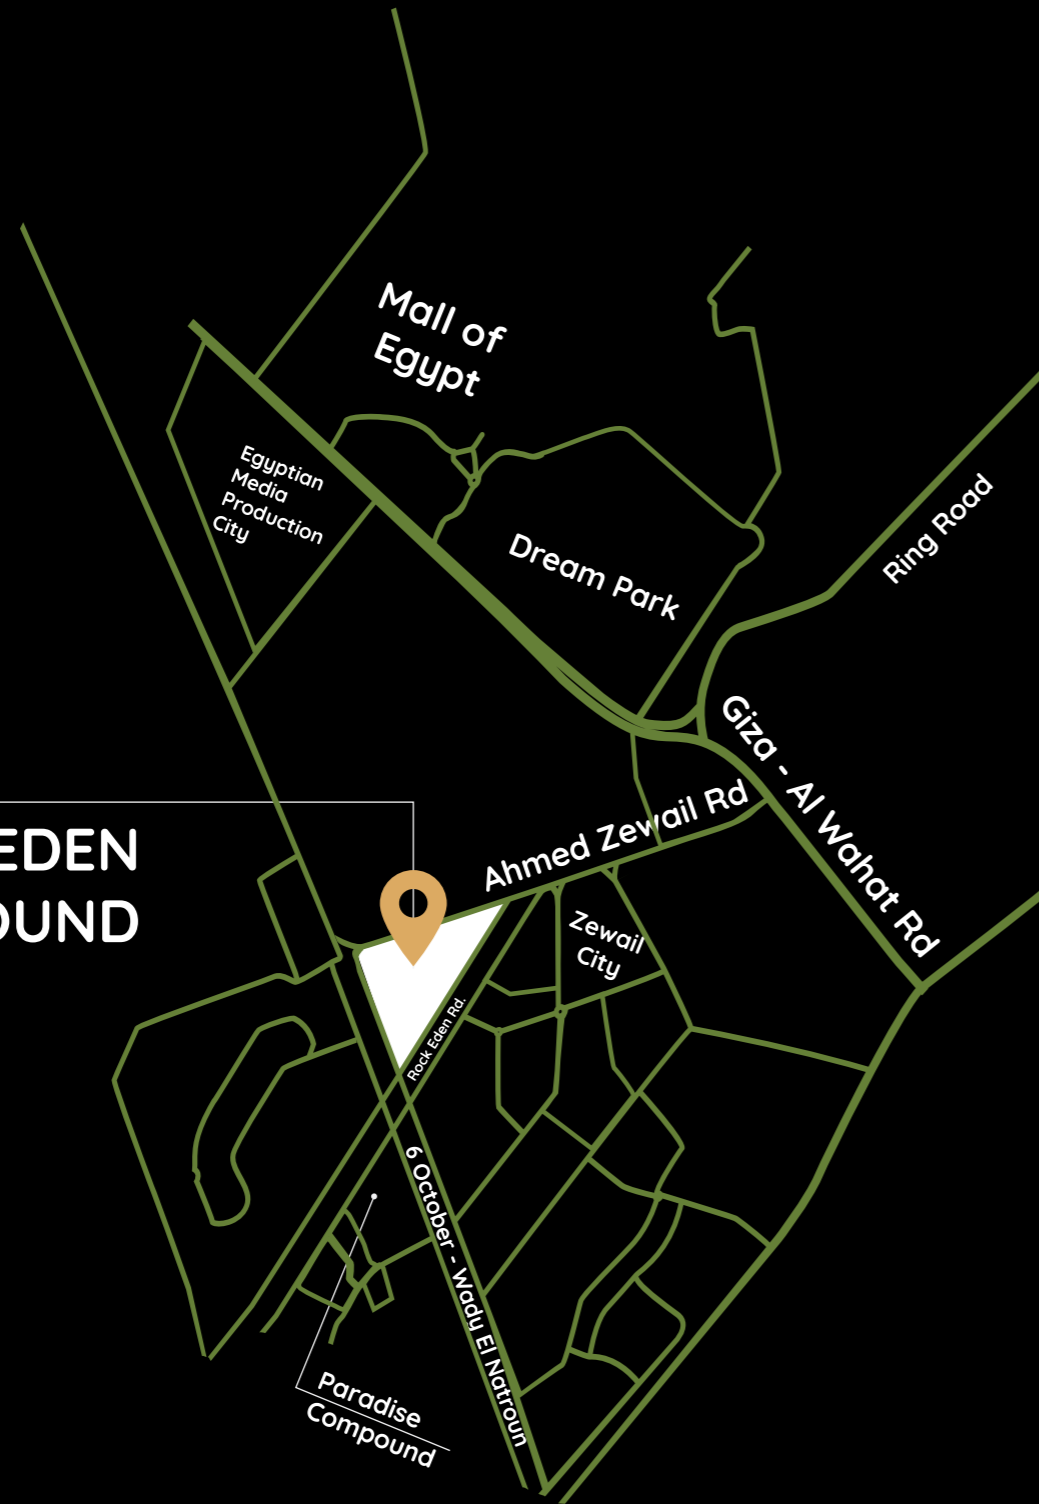 Mall of
Egypt
Egyptian
Media
Production
City
Dream Park
Ring Road
Giza - Al Wahat Rd
Ahmed Zewail Rd
EDEN
OUND
Zewail
City
Rock Eden Rd.
6 October - Wady El Natroun
Paradise
Compound